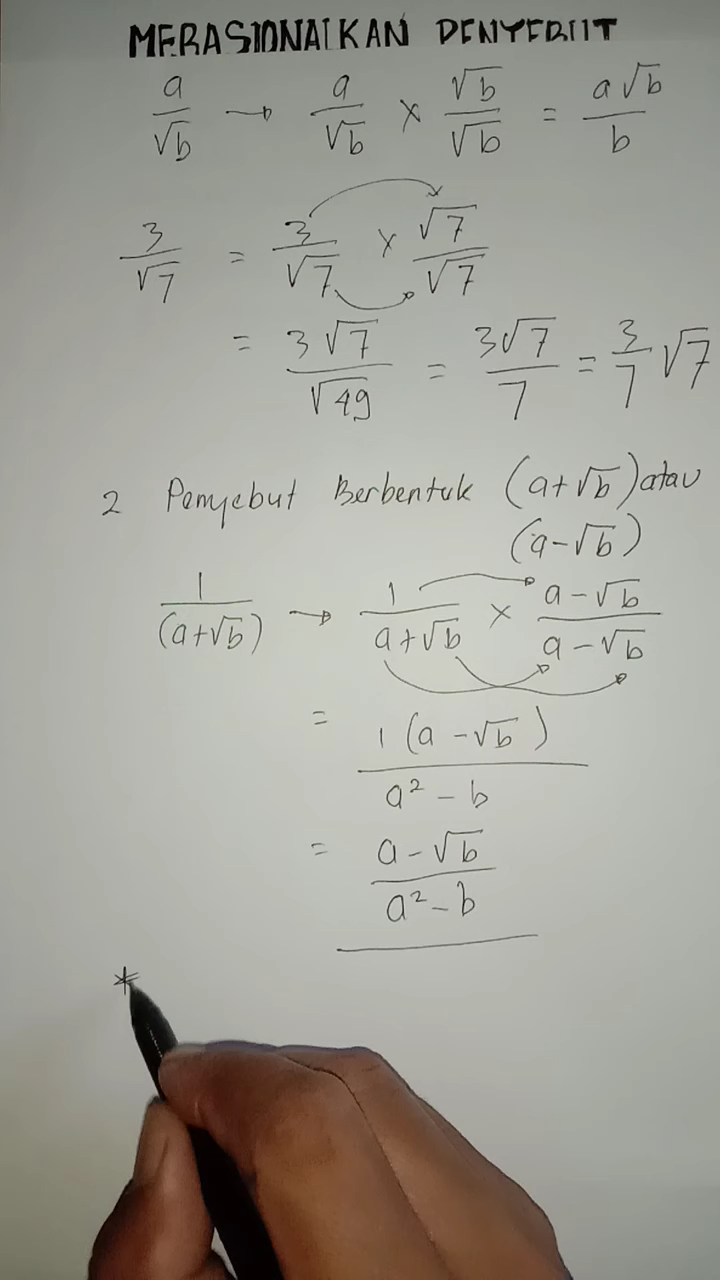 MERASIONALKAN PENYEBUT
a/√b → a/√b × √b/√b = a√b/b
3/√7 = 3/√7 × √7/√7
= 3√7/√49 = 3√7/7 = 3/7 √7
2 Penyebut Berbentuk (a+√b) atau
(a-√b)
1/(a+√b) → 1/a+√b × a-√b/a-√b
= 1(a-√b)/a²-b
= a-√b/a²-b
*